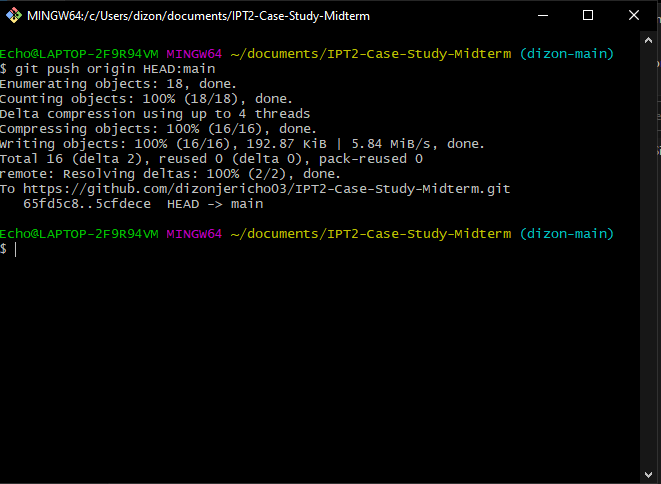 MINGW64:/c/Users/dizon/documents/IPT2-Case-Study-Midterm
Echo@LAPTOP-2F9R94VM MINGW64 ~/documents/IPT2-Case-Study-Midterm (dizon-main)
$ git push origin HEAD:main
Enumerating objects: 18, done.
Counting objects: 100% (18/18), done.
Delta compression using up to 4 threads
Compressing objects: 100% (16/16), done.
Writing objects: 100% (16/16), 192.87 KiB | 5.84 MiB/s, done.
Total 16 (delta 2), reused 0 (delta 0), pack-reused 0
remote: Resolving deltas: 100% (2/2), done.
To https://github.com/dizonjericho03/IPT2-Case-Study-Midterm.git
   65fd5c8..5cfdece  HEAD -> main
Echo@LAPTOP-2F9R94VM MINGW64 ~/documents/IPT2-Case-Study-Midterm (dizon-main)
$